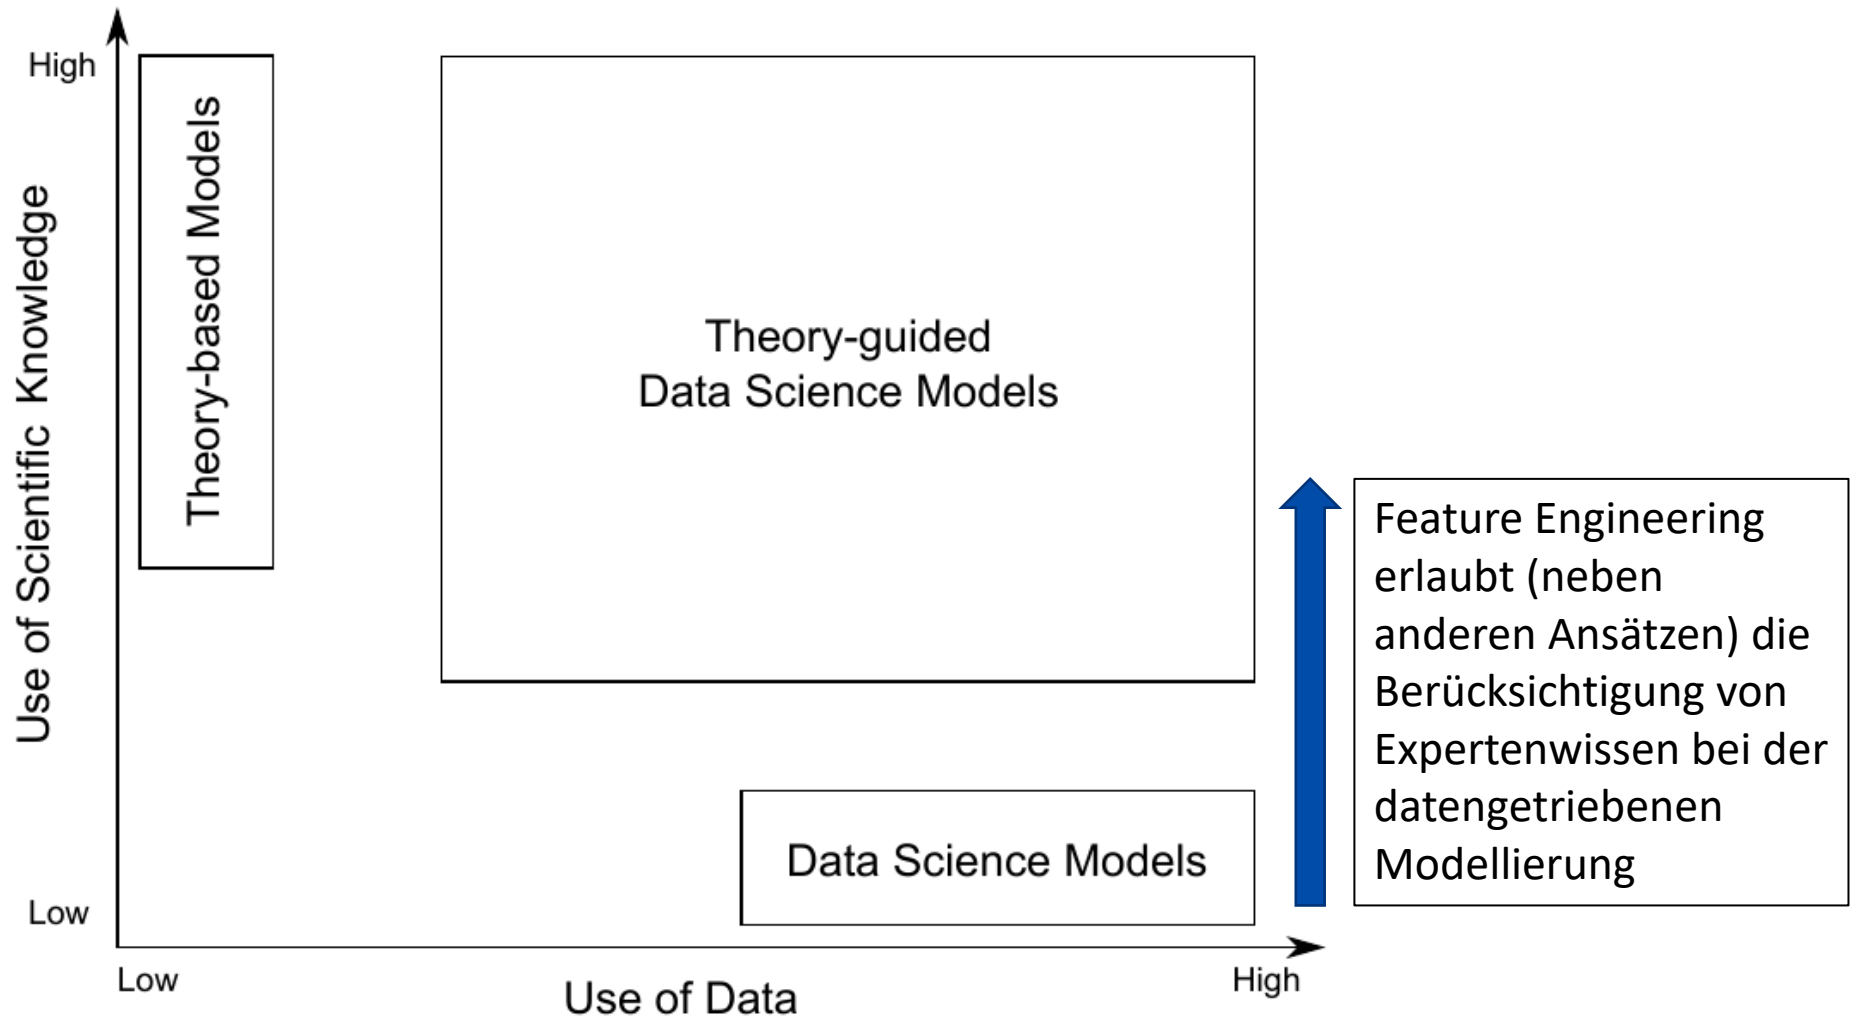 High
Theory-based Models
Use of Scientific Knowledge
Theory-guided
Data Science Models
Feature Engineering
erlaubt (neben
anderen Ansätzen) die
Berücksichtigung von
Expertenwissen bei der
datengetriebenen
Modellierung
Data Science Models
Low
Low
High
Use of Data